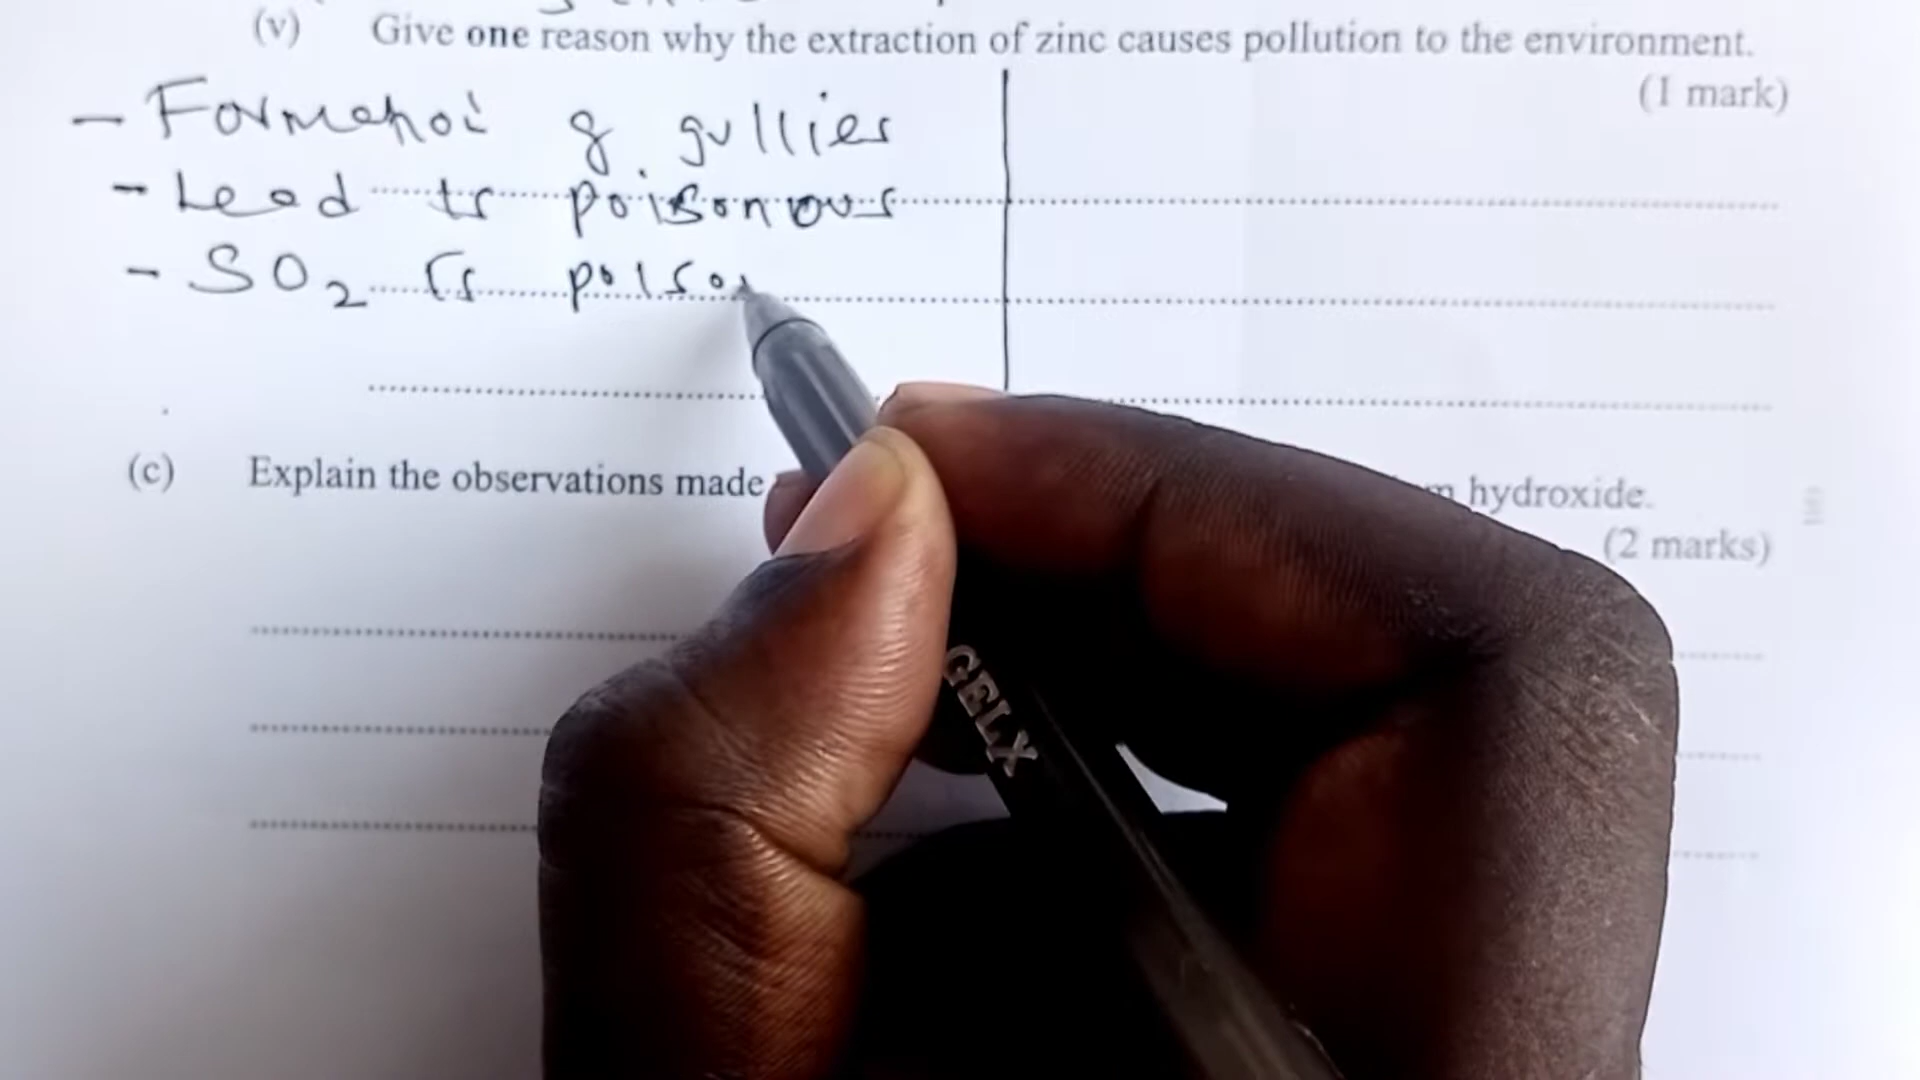 (v) Give one reason why the extraction of zinc causes pollution to the environment.
(1 mark)
- Formation of gullies
- Lead is poisonous
- SO2 is poiso
(c) Explain the observations made hydroxide.
(2 marks)
GELX